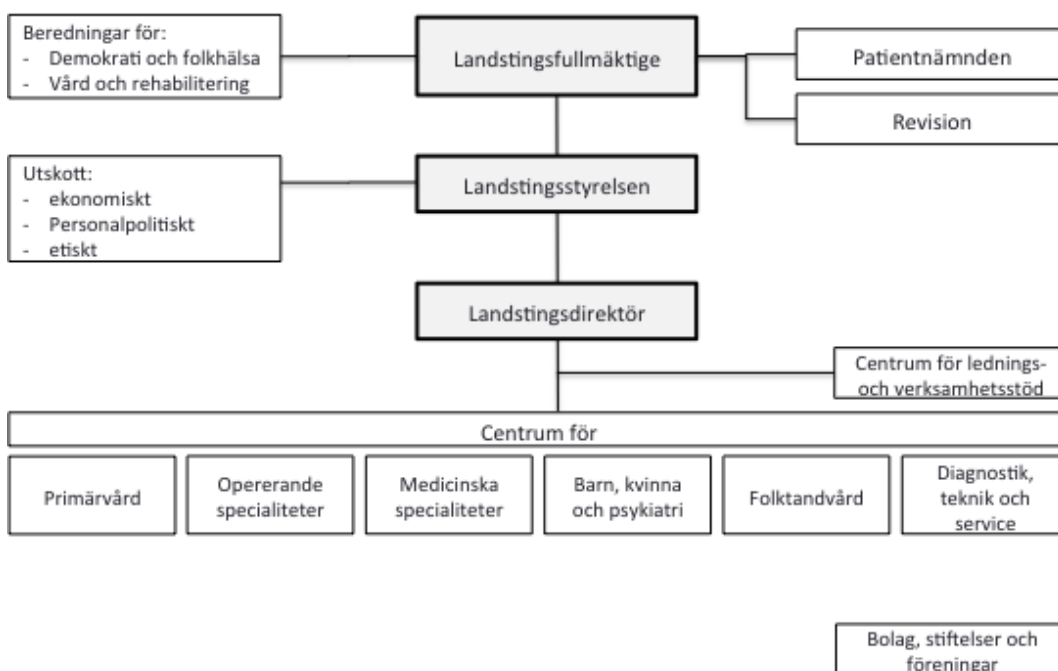 Beredningar för:
- Demokrati och folkhälsa
- Vård och rehabilitering
Landstingsfullmäktige
Patientnämnden
Revision
Utskott:
- ekonomiskt
- Personalpolitiskt
- etiskt
Landstingsstyrelsen
Landstingsdirektör
Centrum för lednings-
och verksamhetsstöd
Centrum för
Primärvård
Opererande
specialiteter
Medicinska
specialiteter
Barn, kvinna
och psykiatri
Folktandvård
Diagnostik,
teknik och
service
Bolag, stiftelser och
föreningar